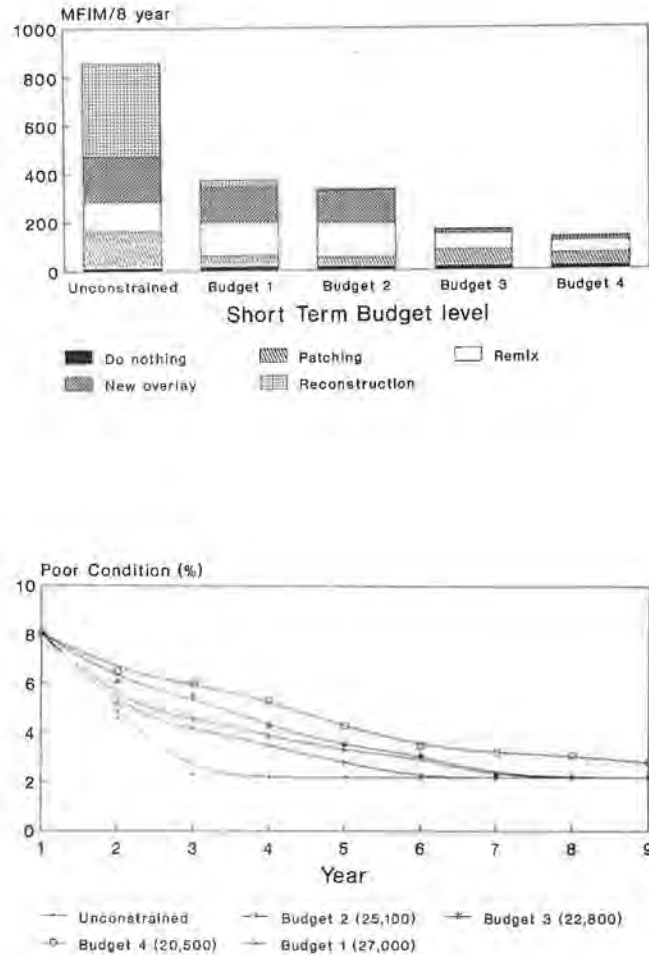 MFIM/8 year
1000
800
600
400
200
0
Unconstrained Budget 1 Budget 2 Budget 3 Budget 4
Short Term Budget level
Do nothing Patching Remix
New overlay Reconstruction
Poor Condition (%)
10
8
6
4
2
0
1 2 3 4 5 6 7 8 9
Year
Unconstrained Budget 2 (25,100) Budget 3 (22,800)
Budget 4 (20,500) Budget 1 (27,000)